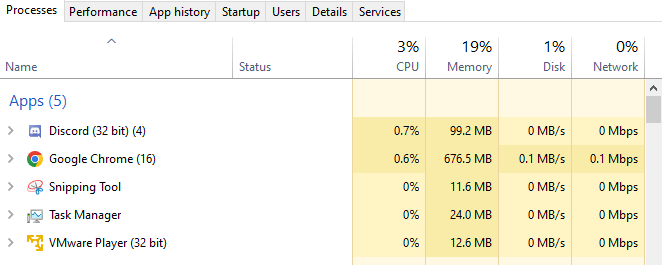 Processes Performance App history Startup Users Details Services
3% 19% 1% 0%
Name Status CPU Memory Disk Network
Apps (5)
Discord (32 bit) (4) 0.7% 99.2 MB 0 MB/s 0 Mbps
Google Chrome (16) 0.6% 676.5 MB 0.1 MB/s 0.1 Mbps
Snipping Tool 0% 11.6 MB 0 MB/s 0 Mbps
Task Manager 0% 24.0 MB 0 MB/s 0 Mbps
VMware Player (32 bit) 0% 12.6 MB 0 MB/s 0 Mbps